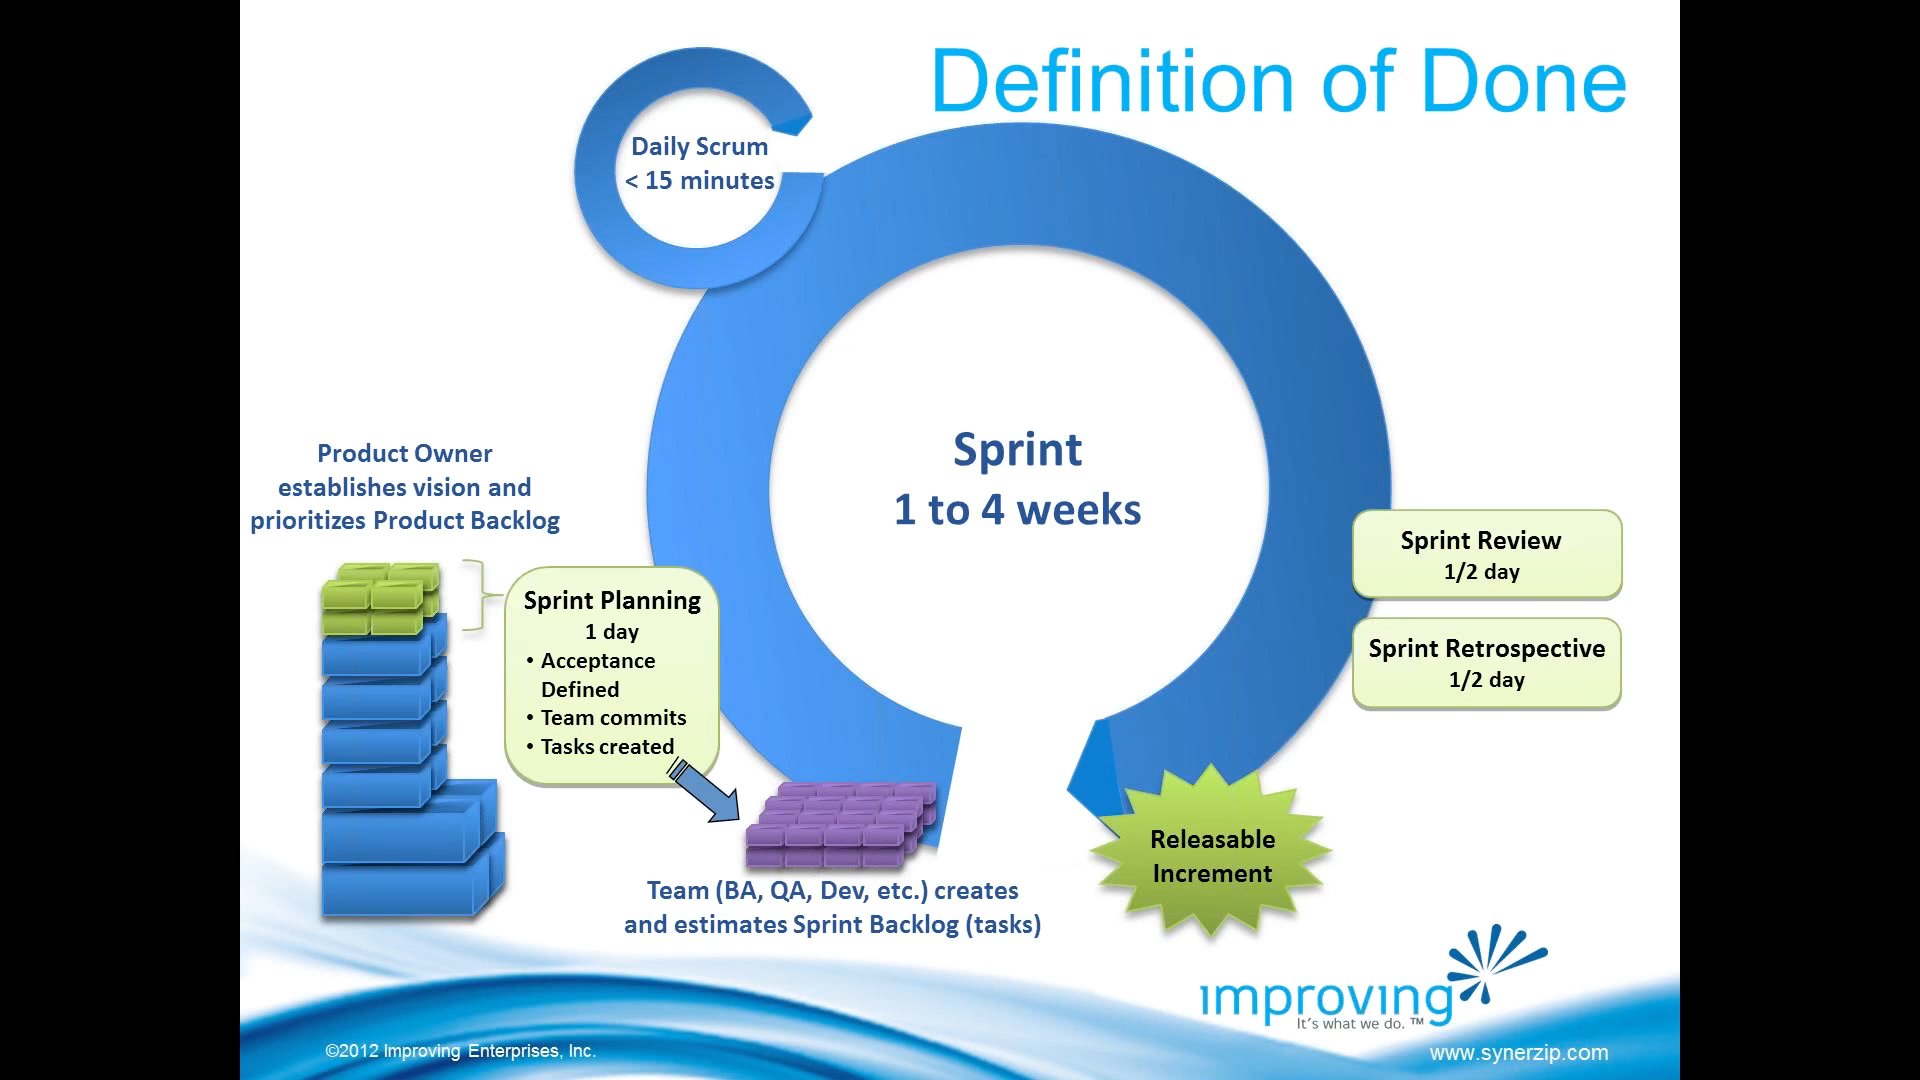 Definition of Done
Daily Scrum
< 15 minutes
Sprint
1 to 4 weeks
Product Owner
establishes vision and
prioritizes Product Backlog
Sprint Planning
1 day
• Acceptance
Defined
• Team commits
• Tasks created
Sprint Review
1/2 day
Sprint Retrospective
1/2 day
Releasable
Increment
Team (BA, QA, Dev, etc.) creates
and estimates Sprint Backlog (tasks)
improving
It's what we do. ™
©2012 Improving Enterprises, Inc.
www.synerzip.com